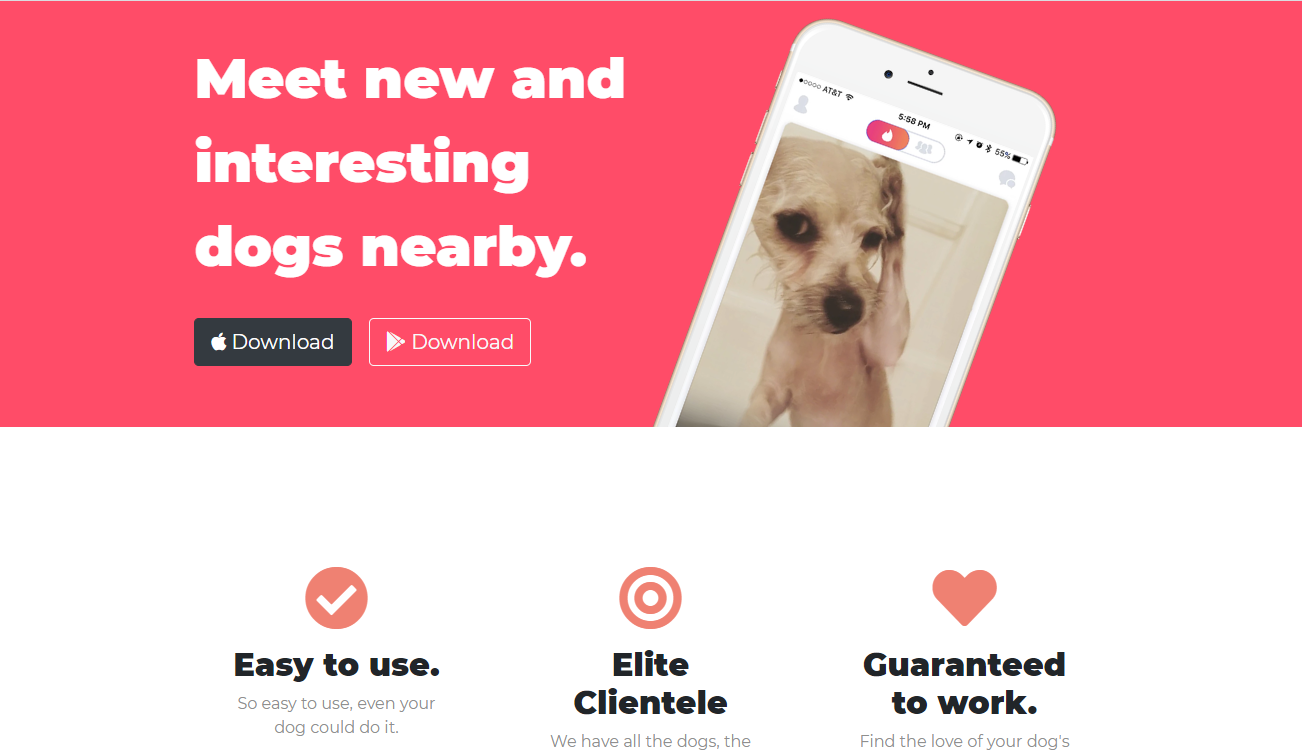 Meet new and
interesting
dogs nearby.
AT&T
5:58 PM
55%
Download
Download
Easy to use.
So easy to use, even your
dog could do it.
Elite
Clientele
We have all the dogs, the
Guaranteed
to work.
Find the love of your dog's